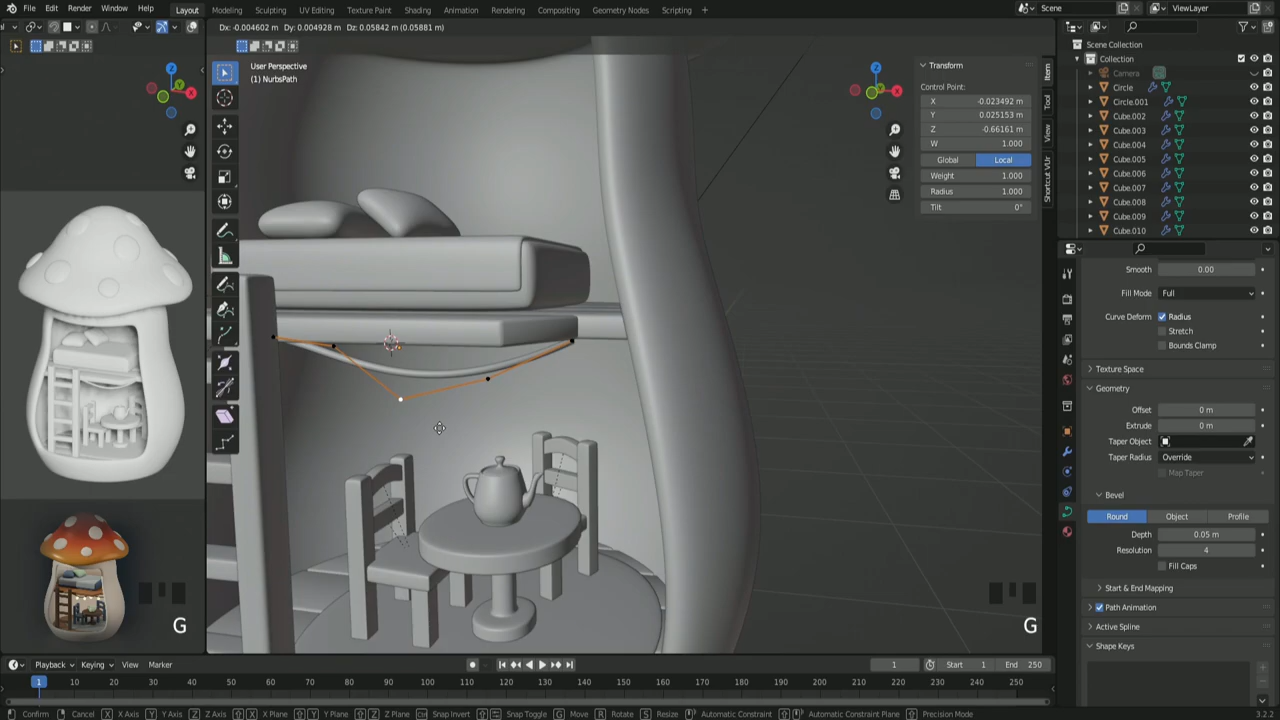 File Edit Render Window Help Layout Modeling Sculpting UV Editing Texture Paint Shading Animation Rendering Compositing Geometry Nodes Scripting + Scene ViewLayer
Dx: -0.004602 m Dy: 0.004928 m Dz: 0.05842 m (0.05881 m)
User Perspective
(1) NurbsPath
Z
X
Z
X
Transform
Control Point:
X -0.023492 m
Y 0.025153 m
Z -0.66161 m
W 1.000
Global Local
Weight 1.000
Radius 1.000
Tilt 0°
Item
Tool
View
Shortcut VUr
Scene Collection
Collection
Camera
Circle
Circle.001
Cube.002
Cube.003
Cube.004
Cube.005
Cube.006
Cube.007
Cube.008
Cube.009
Cube.010
Smooth 0.00
Fill Mode Full
Curve Deform Radius
Stretch
Bounds Clamp
Texture Space
Geometry
Offset 0 m
Extrude 0 m
Taper Object
Taper Radius Override
Map Taper
Bevel
Round Object Profile
Depth 0.05 m
Resolution 4
Fill Caps
Start & End Mapping
Path Animation
Active Spline
Shape Keys
G
G
Playback Keying View Marker 1 Start 1 End 250
1 10 20 30 40 50 60 70 80 90 100 110 120 130 140 150 160 170 180 190 200 210 220 230 240 250
Confirm Cancel X X Axis Y Y Axis Z Z Axis X X Plane Y Y Plane Z Z Plane Snap Invert Snap Toggle G Move R Rotate S Resize Automatic Constraint Automatic Constraint Plane Precision Mode 3.2.2